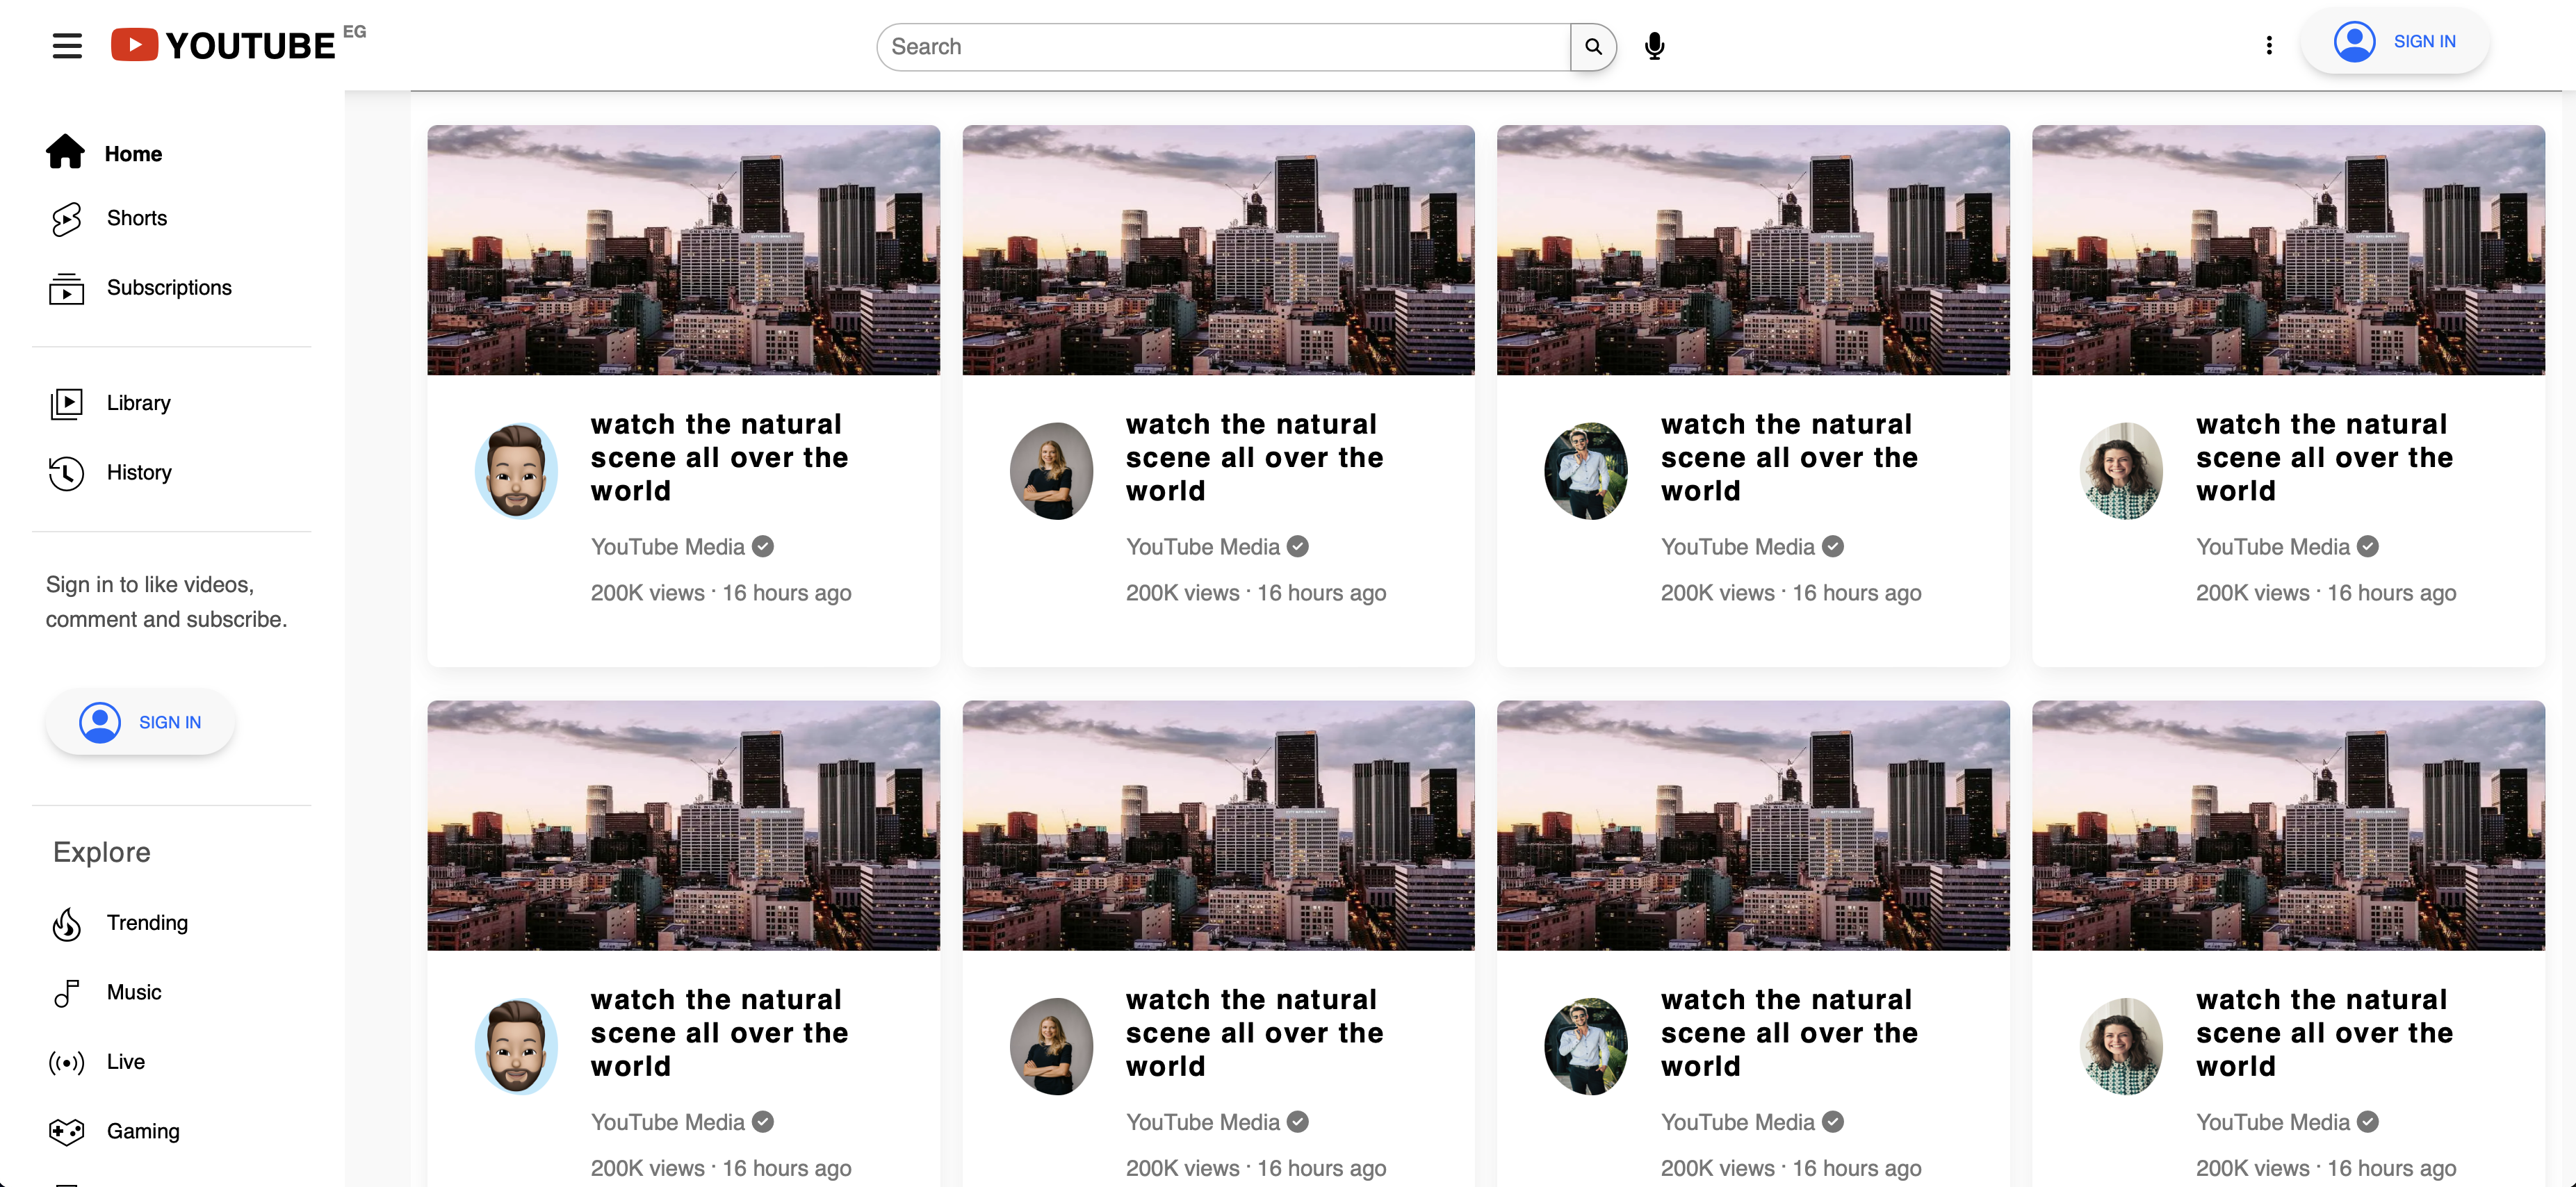 YOUTUBE EG
Search
SIGN IN
Home
Shorts
Subscriptions
Library
History
Sign in to like videos,
comment and subscribe.
SIGN IN
Explore
Trending
Music
Live
Gaming
watch the natural
scene all over the
world
YouTube Media
200K views · 16 hours ago
watch the natural
scene all over the
world
YouTube Media
200K views · 16 hours ago
watch the natural
scene all over the
world
YouTube Media
200K views · 16 hours ago
watch the natural
scene all over the
world
YouTube Media
200K views · 16 hours ago
watch the natural
scene all over the
world
YouTube Media
200K views · 16 hours ago
watch the natural
scene all over the
world
YouTube Media
200K views · 16 hours ago
watch the natural
scene all over the
world
YouTube Media
200K views · 16 hours ago
watch the natural
scene all over the
world
YouTube Media
200K views · 16 hours ago